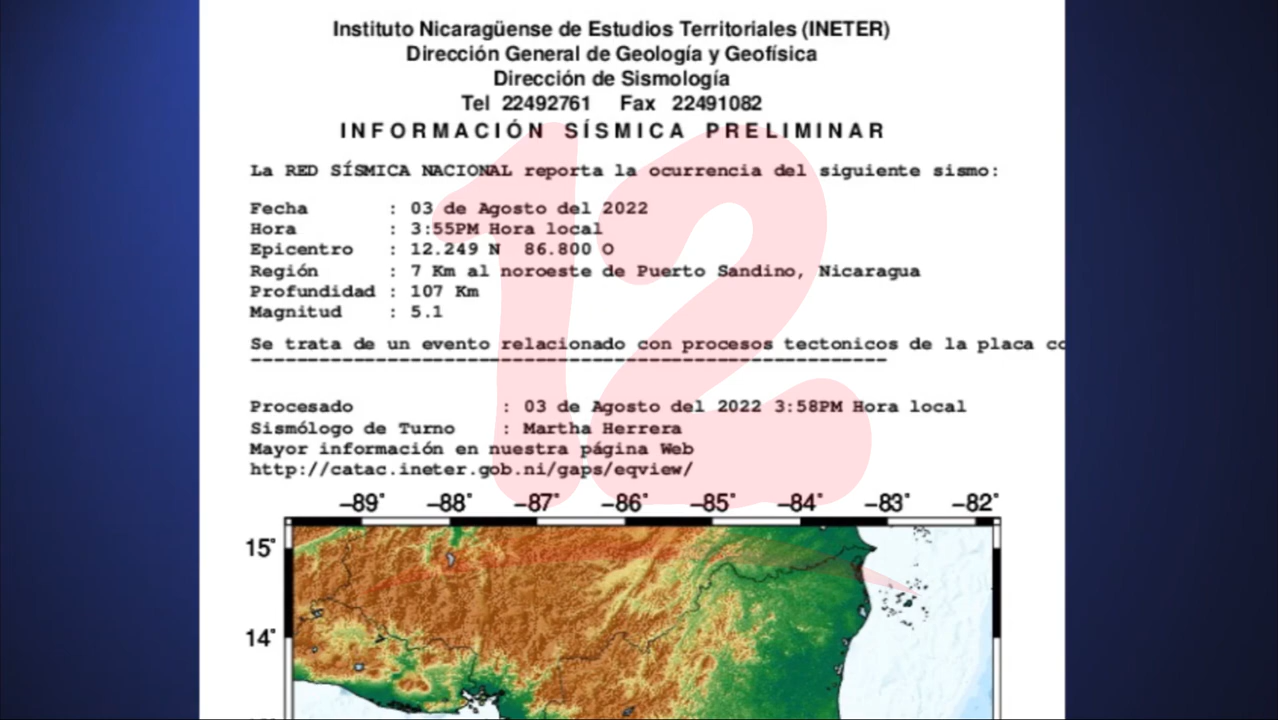 Instituto Nicaragüense de Estudios Territoriales (INETER)
Dirección General de Geología y Geofísica
Dirección de Sismología
Tel 22492761 Fax 22491082
INFORMACIÓN SÍSMICA PRELIMINAR
La RED SÍSMICA NACIONAL reporta la ocurrencia del siguiente sismo:
Fecha : 03 de Agosto del 2022
Hora : 3:55PM Hora local
Epicentro : 12.249 N 86.800 O
Región : 7 Km al noroeste de Puerto Sandino, Nicaragua
Profundidad : 107 Km
Magnitud : 5.1
Se trata de un evento relacionado con procesos tectonicos de la placa co
Procesado : 03 de Agosto del 2022 3:58PM Hora local
Sismólogo de Turno : Martha Herrera
Mayor información en nuestra página Web
http://catac.ineter.gob.ni/gaps/eqview/
12
−89° −88° −87° −86° −85° −84° −83° −82°
15°
14°